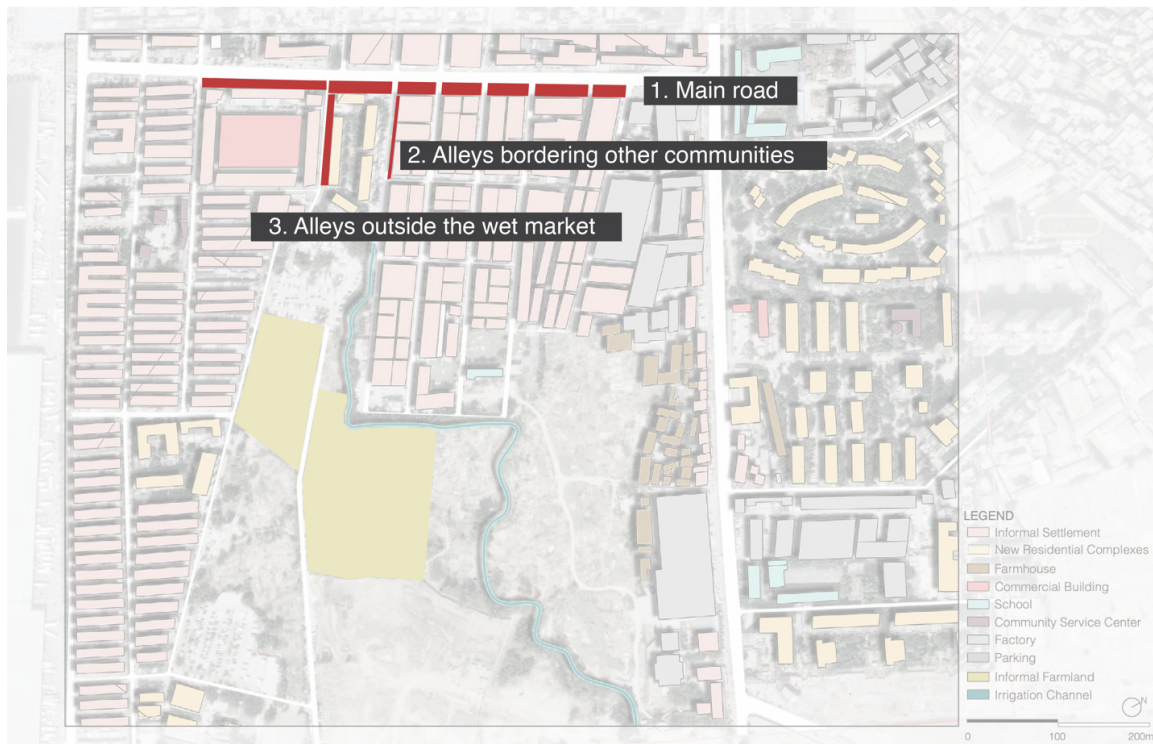 1. Main road
2. Alleys bordering other communities
3. Alleys outside the wet market
LEGEND
Informal Settlement
New Residential Complexes
Farmhouse
Commercial Building
School
Community Service Center
Factory
Parking
Informal Farmland
Irrigation Channel
N
0 100 200m